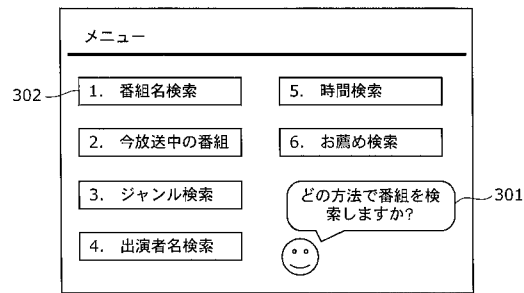 メニュー
302
1. 番組名検索
2. 今放送中の番組
3. ジャンル検索
4. 出演者名検索
5. 時間検索
6. お薦め検索
どの方法で番組を検
索しますか?
301